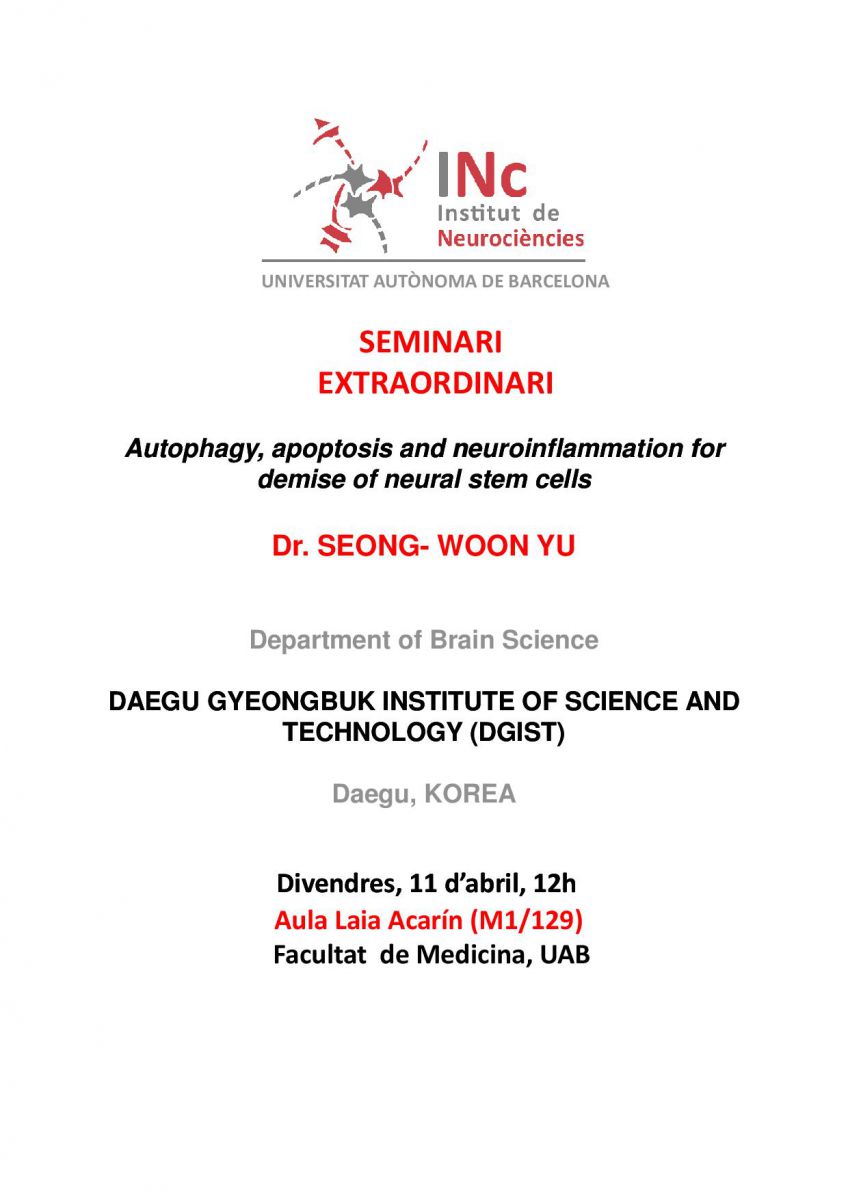 INc
Institut de
Neurociències
UNIVERSITAT AUTÒNOMA DE BARCELONA
SEMINARI
EXTRAORDINARI
Autophagy, apoptosis and neuroinflammation for
demise of neural stem cells
Dr. SEONG- WOON YU
Department of Brain Science
DAEGU GYEONGBUK INSTITUTE OF SCIENCE AND
TECHNOLOGY (DGIST)
Daegu, KOREA
Divendres, 11 d’abril, 12h
Aula Laia Acarín (M1/129)
Facultat de Medicina, UAB